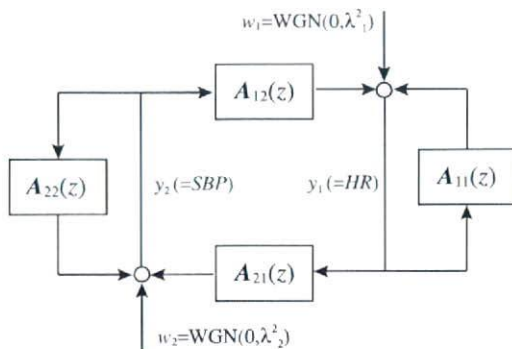 w₁=WGN(0,λ²₁)
A₁₂(z)
A₂₂(z)
y₂(=SBP)
y₁(=HR)
A₁₁(z)
A₂₁(z)
w₂=WGN(0,λ²₂)